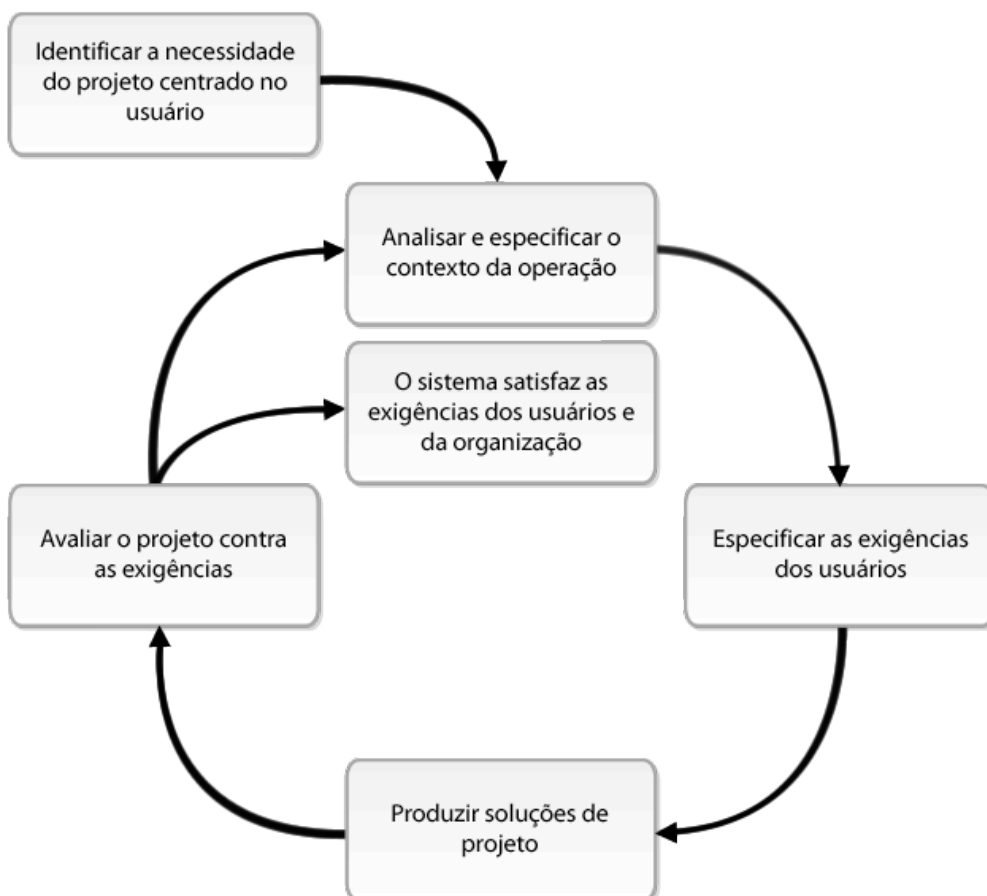 Identificar a necessidade
do projeto centrado no
usuário
Analisar e especificar o
contexto da operação
O sistema satisfaz as
exigências dos usuários e
da organização
Avaliar o projeto contra
as exigências
Especificar as exigências
dos usuários
Produzir soluções de
projeto